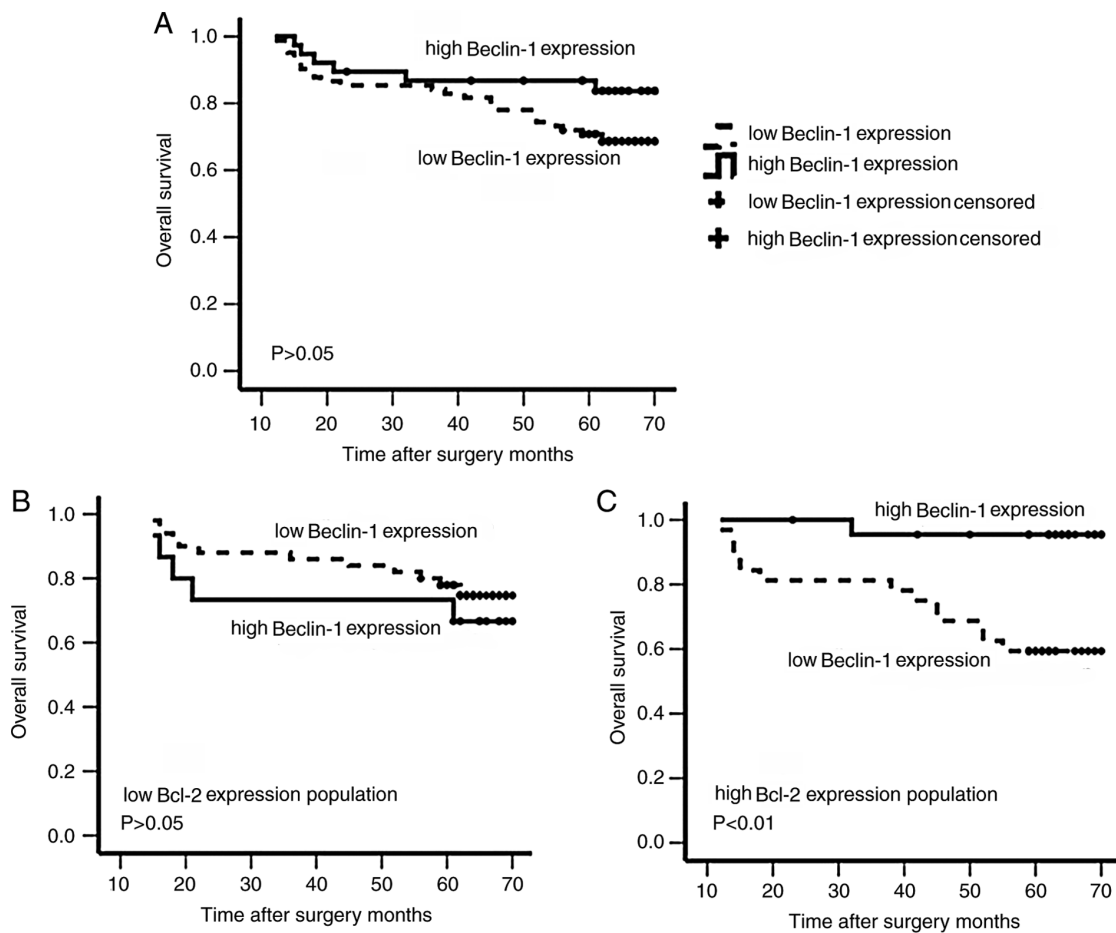 A
1.0
0.8
0.6
0.4
0.2
0.0
Overall survival
high Beclin-1 expression
low Beclin-1 expression
P>0.05
10 20 30 40 50 60 70
Time after surgery months
low Beclin-1 expression
high Beclin-1 expression
low Beclin-1 expression censored
high Beclin-1 expression censored
B
1.0
0.8
0.6
0.4
0.2
0.0
Overall survival
low Beclin-1 expression
high Beclin-1 expression
low Bcl-2 expression population
P>0.05
10 20 30 40 50 60 70
Time after surgery months
C
1.0
0.8
0.6
0.4
0.2
0.0
Overall survival
high Beclin-1 expression
low Beclin-1 expression
high Bcl-2 expression population
P<0.01
10 20 30 40 50 60 70
Time after surgery months